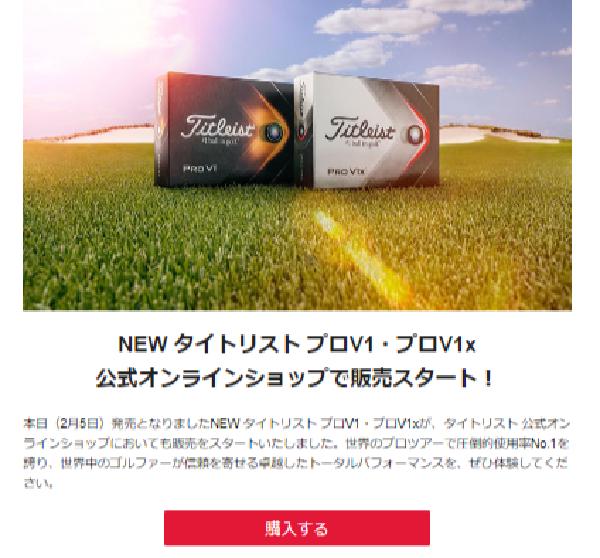 Titleist
#1 ball in golf
PRO V1
Titleist
#1 ball in golf
PRO V1x
NEW タイトリスト プロV1・プロV1x
公式オンラインショップで販売スタート！
本日（2月5日）発売となりましたNEW タイトリスト プロV1・プロV1xが、タイトリスト 公式オン
ラインショップにおいても販売をスタートいたしました。世界のプロツアーで圧倒的使用率No.1を
誇り、世界中のゴルファーが信頼を寄せる卓越したトータルパフォーマンスを、ぜひ体験してくだ
さい。
購入する